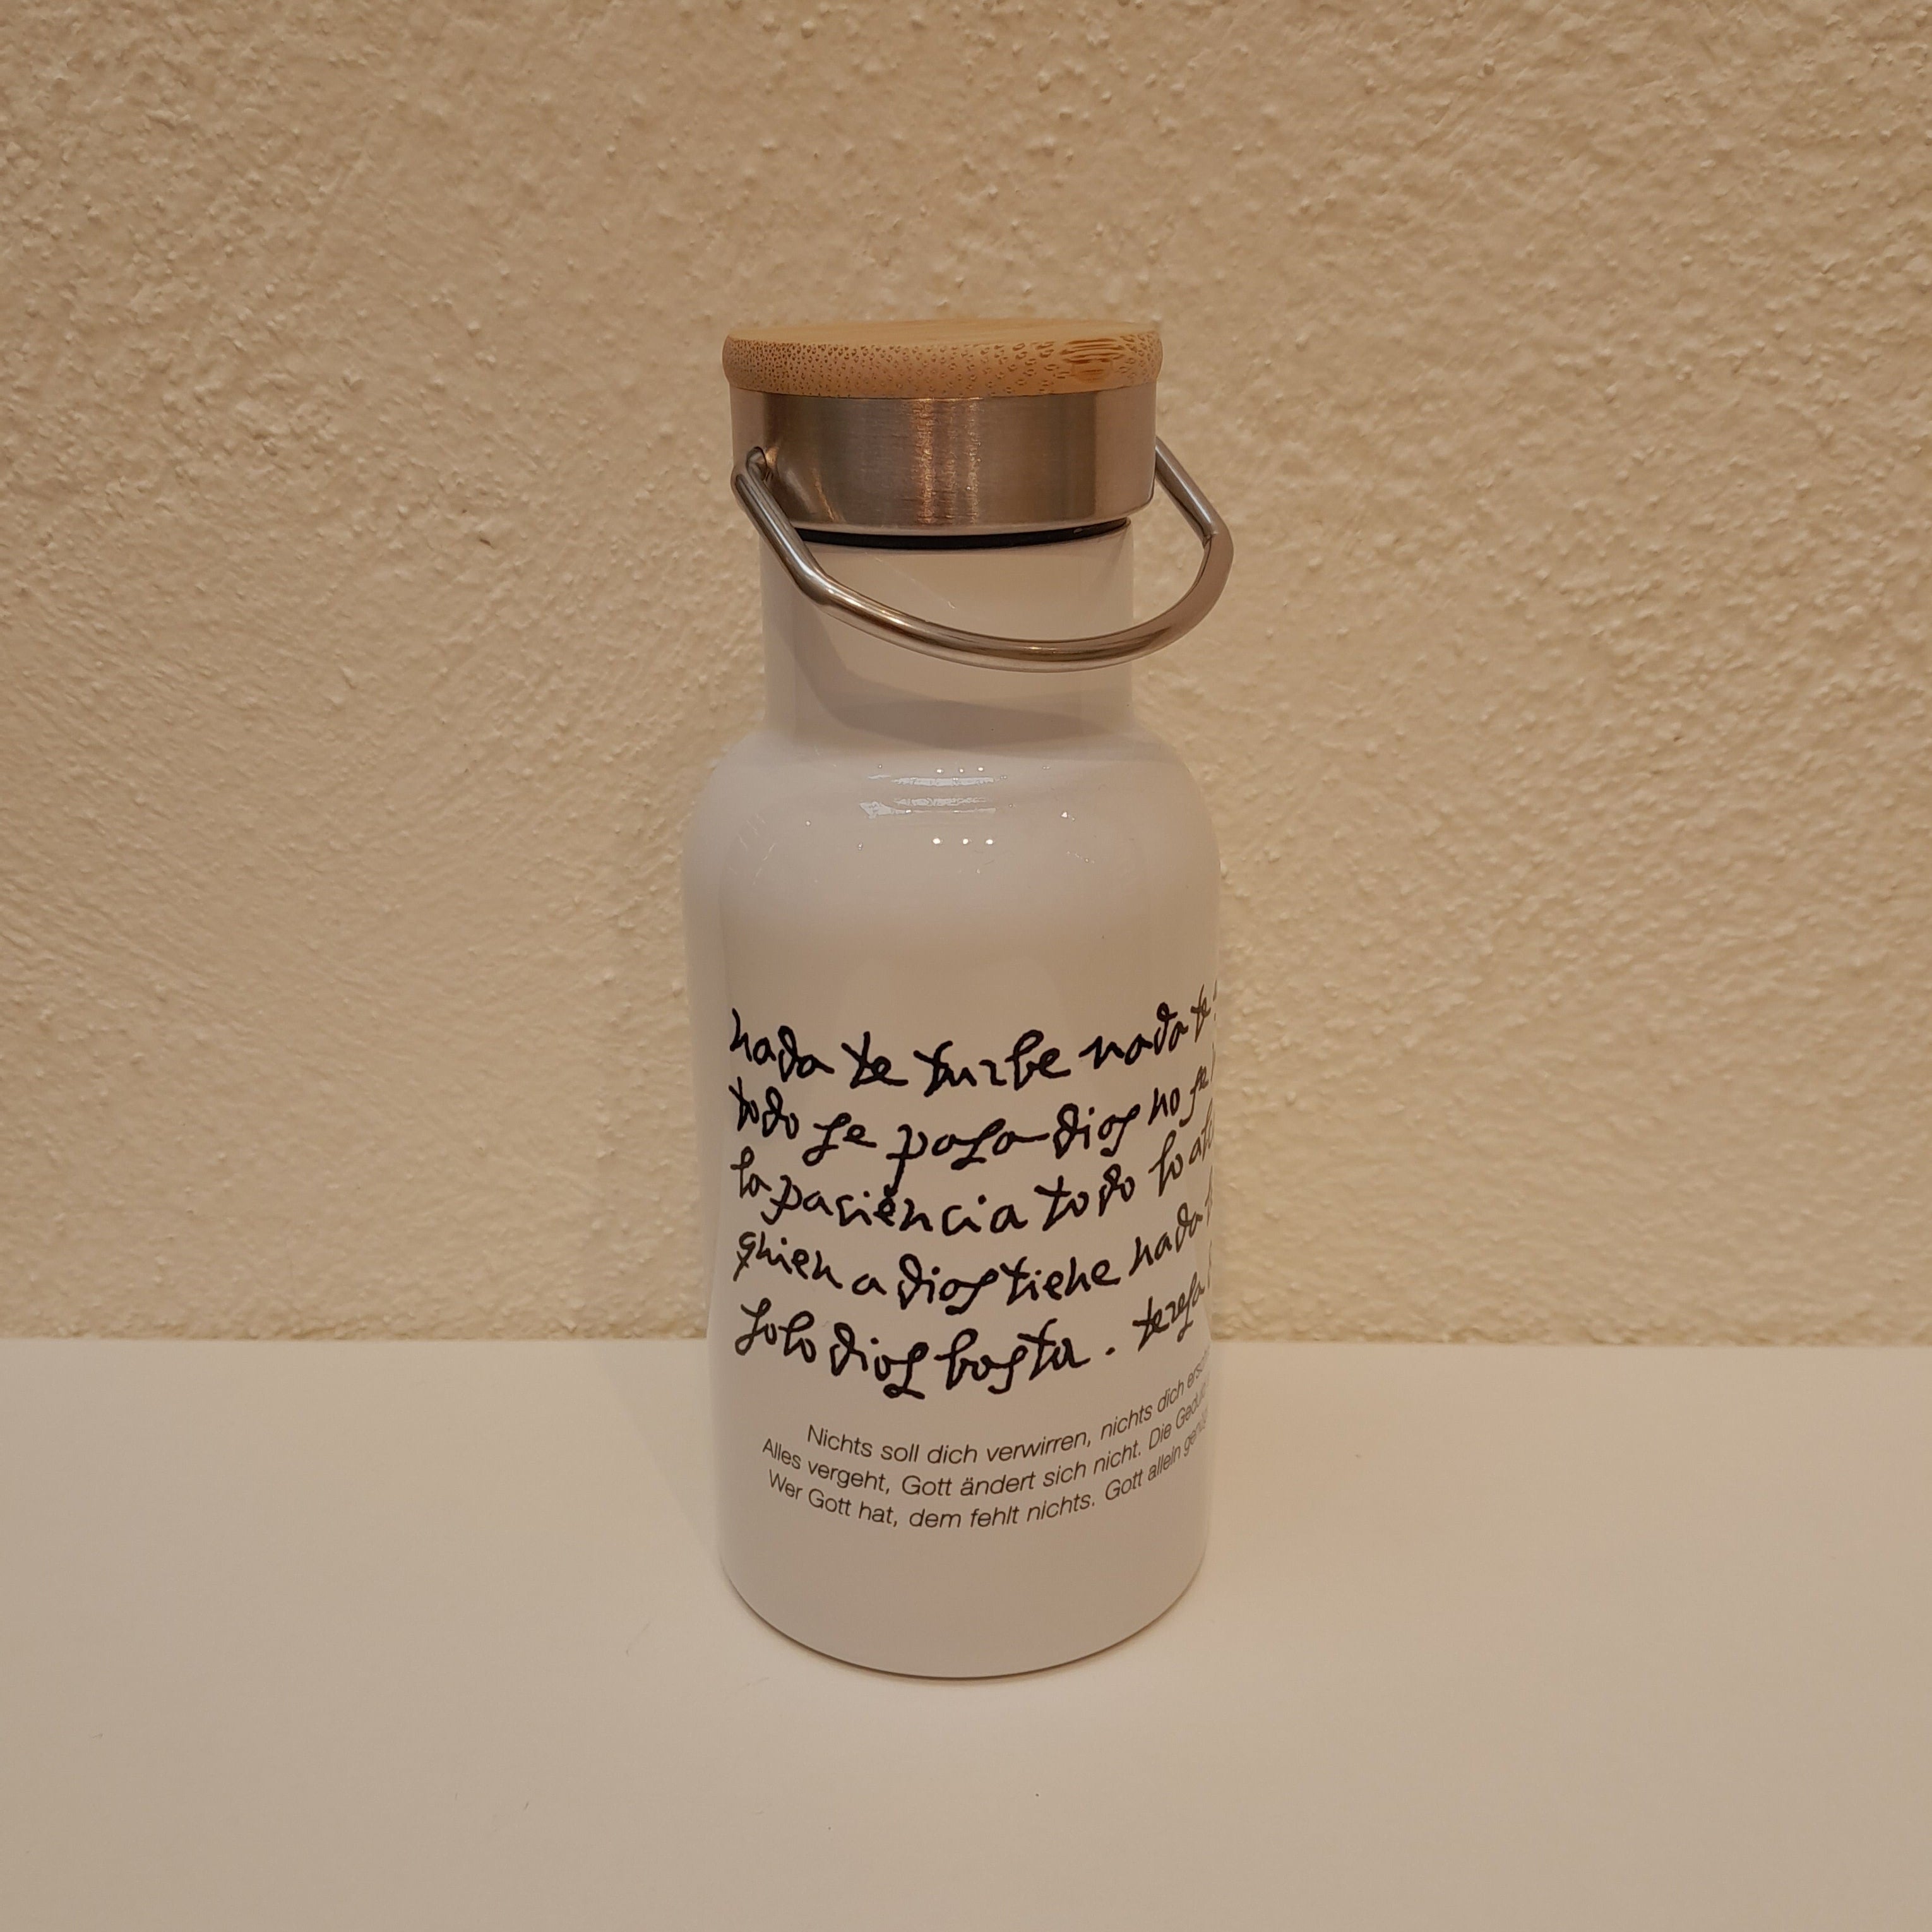 nada te turbe nada te
todo se pasa dios no se
la paciencia todo lo
quien a dios tiene nada
solo dios basta. teresa
Nichts soll dich verwirren, nichts dich
Alles vergeht, Gott ändert sich nicht. Die
Wer Gott hat, dem fehlt nichts. Gott allein